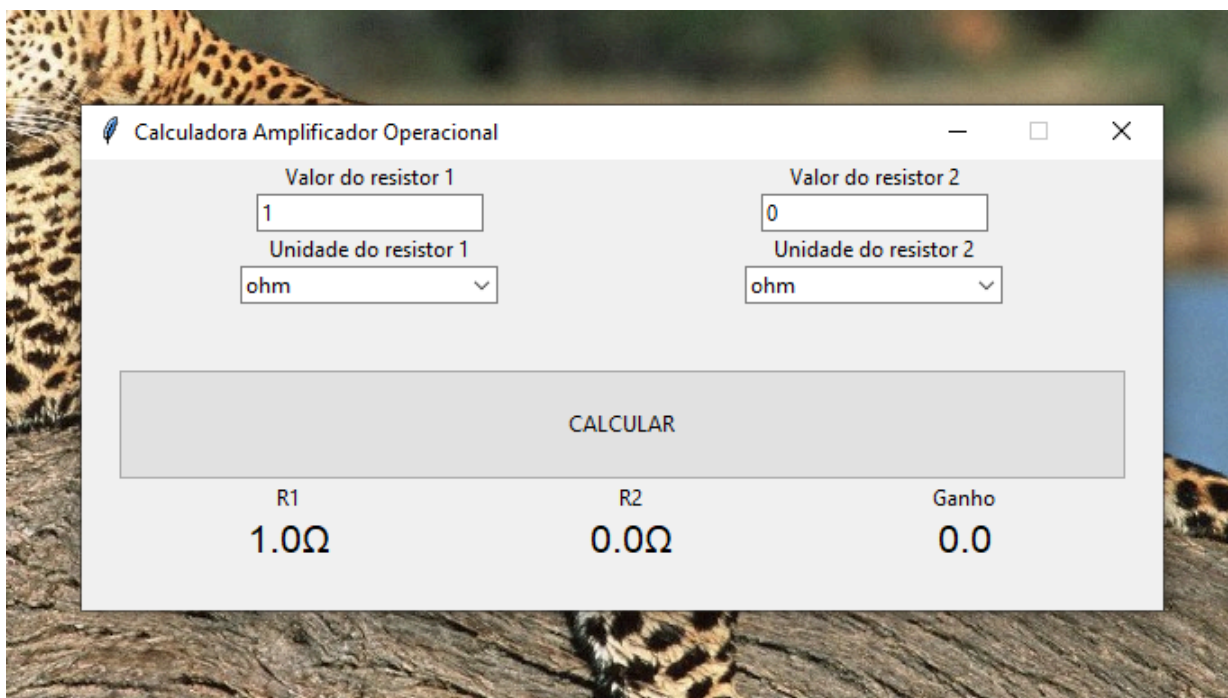 Calculadora Amplificador Operacional
Valor do resistor 1
Valor do resistor 2
1
0
Unidade do resistor 1
Unidade do resistor 2
ohm
ohm
CALCULAR
R1
R2
Ganho
1.0Ω
0.0Ω
0.0